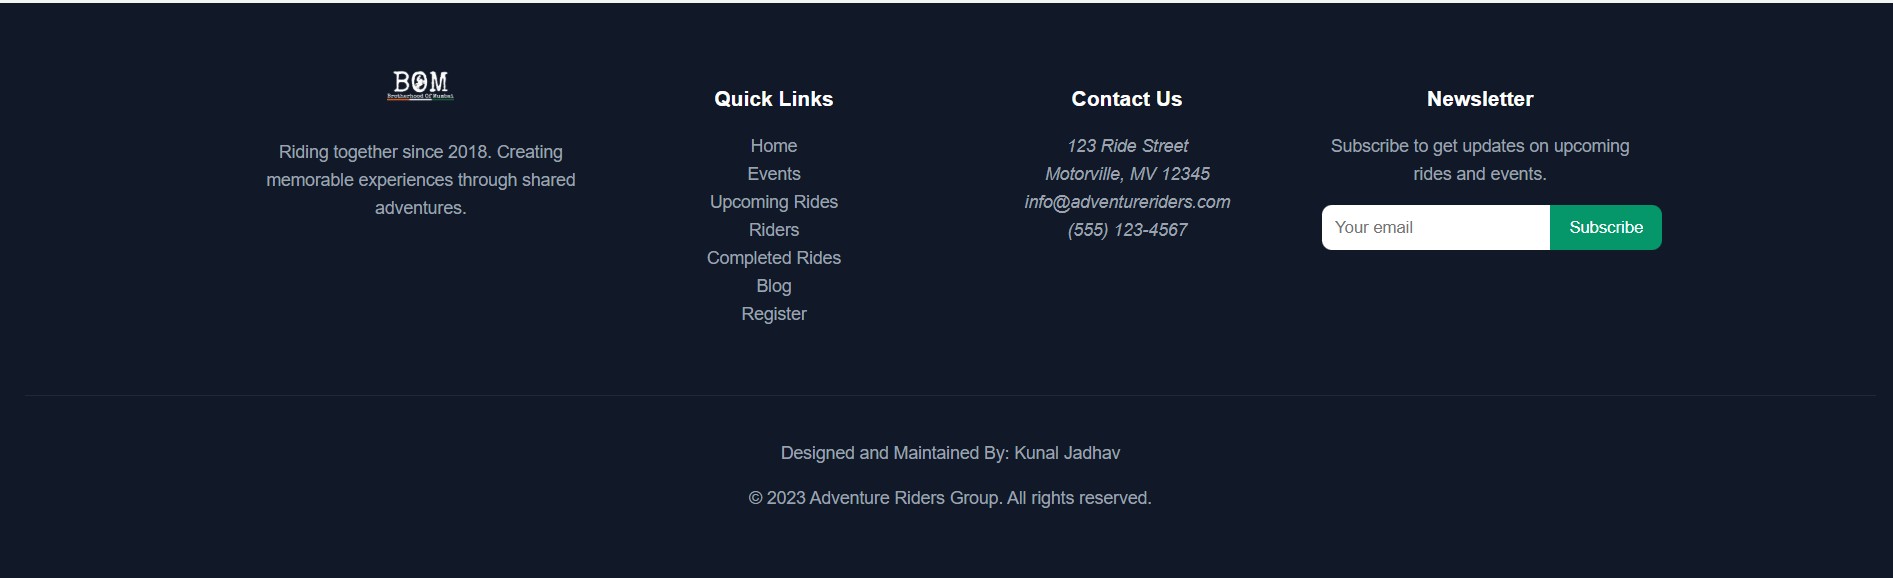 BOM
Brotherhood Of Mumbai
Riding together since 2018. Creating
memorable experiences through shared
adventures.
Quick Links
Home
Events
Upcoming Rides
Riders
Completed Rides
Blog
Register
Contact Us
123 Ride Street
Motorville, MV 12345
info@adventureriders.com
(555) 123-4567
Newsletter
Subscribe to get updates on upcoming
rides and events.
Your email
Subscribe
Designed and Maintained By: Kunal Jadhav
© 2023 Adventure Riders Group. All rights reserved.